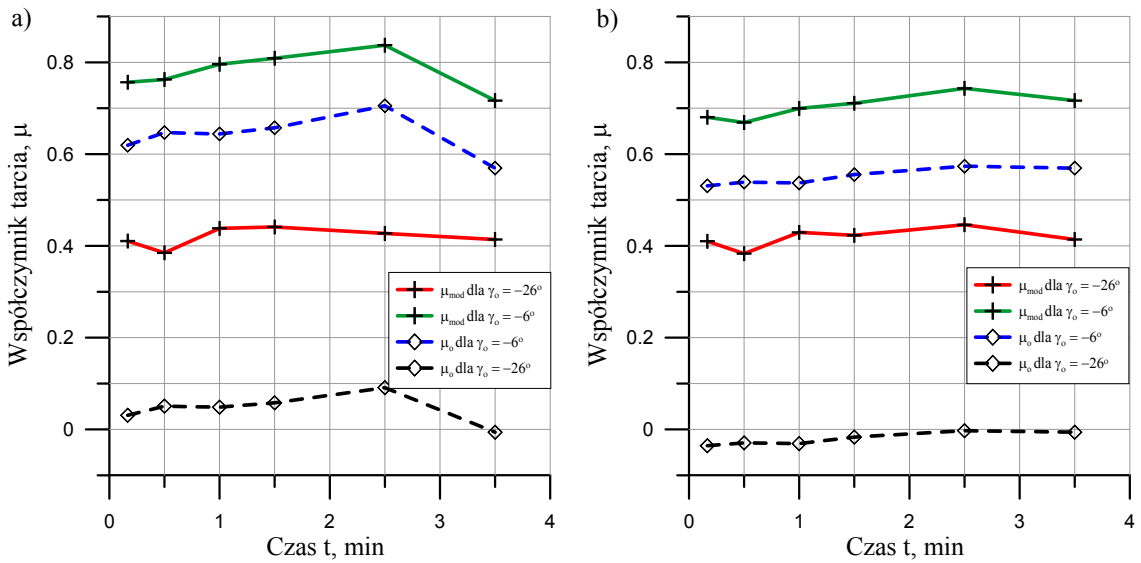 a)
Współczynnik tarcia, μ
0.8
0.6
0.4
0.2
0
0 1 2 3 4
Czas t, min
μmod dla γo = −26º
μmod dla γo = −6º
μo dla γo = −6º
μo dla γo = −26º
b)
Współczynnik tarcia, μ
0.8
0.6
0.4
0.2
0
0 1 2 3 4
Czas t, min
μmod dla γo = −26º
μmod dla γo = −6º
μo dla γo = −6º
μo dla γo = −26º